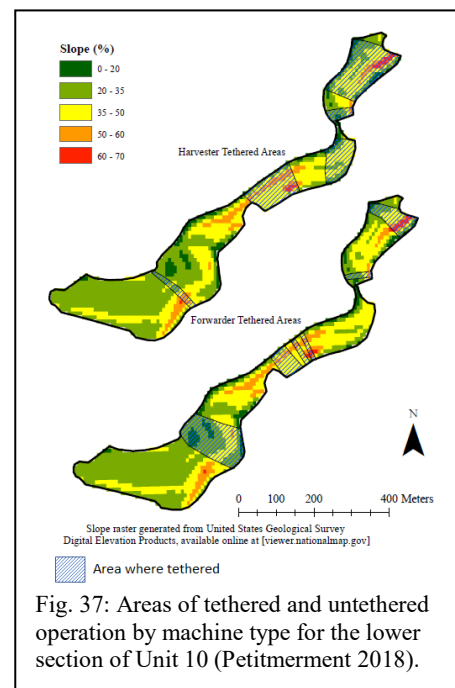 Slope (%)
0 - 20
20 - 35
35 - 50
50 - 60
60 - 70
Harvester Tethered Areas
Forwarder Tethered Areas
N
0 100 200 400 Meters
Slope raster generated from United States Geological Survey
Digital Elevation Products, available online at [viewer.nationalmap.gov]
Area where tethered
Fig. 37: Areas of tethered and untethered
operation by machine type for the lower
section of Unit 10 (Petitmerment 2018).